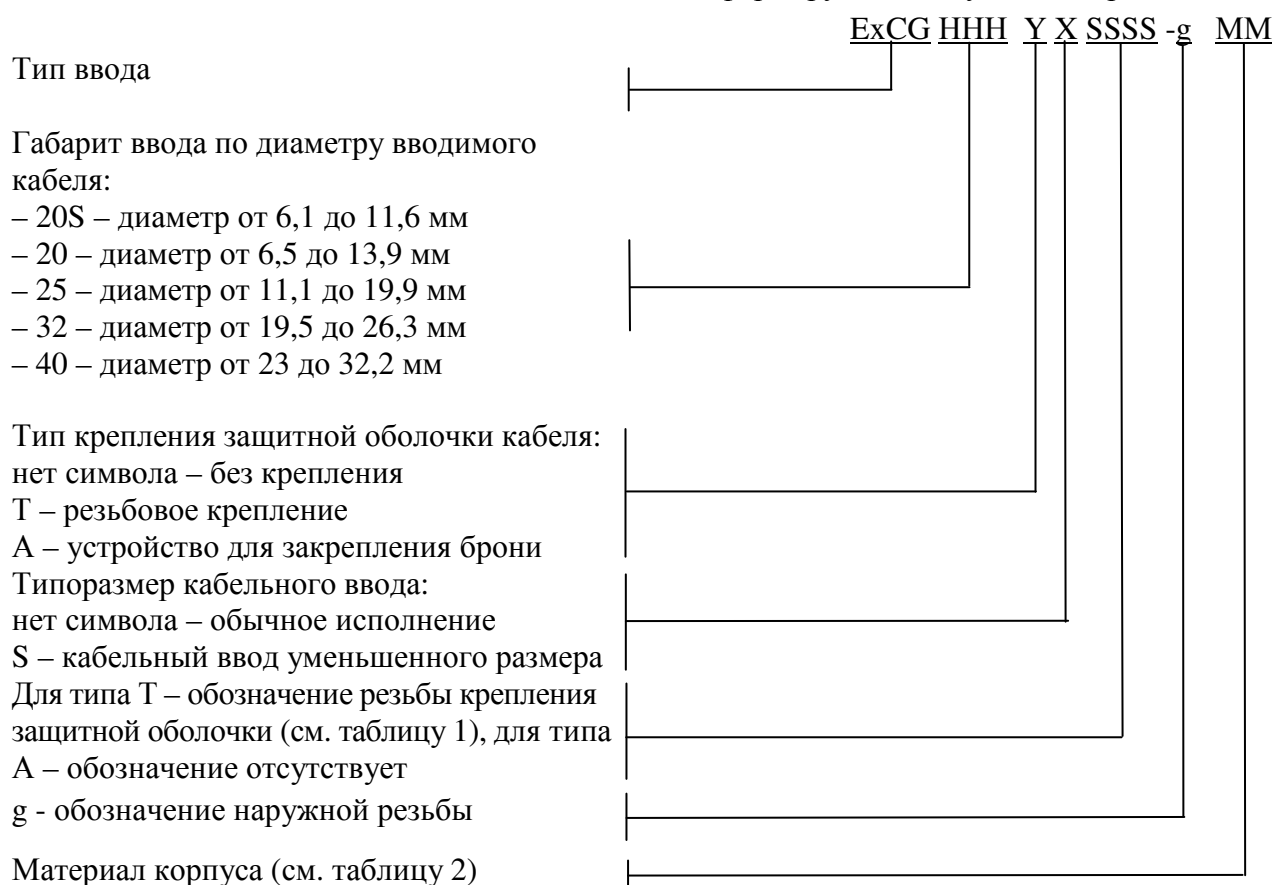 ExCG HHH Y X SSSS -g MM
Тип ввода
Габарит ввода по диаметру вводимого
кабеля:
– 20S – диаметр от 6,1 до 11,6 мм
– 20 – диаметр от 6,5 до 13,9 мм
– 25 – диаметр от 11,1 до 19,9 мм
– 32 – диаметр от 19,5 до 26,3 мм
– 40 – диаметр от 23 до 32,2 мм
Тип крепления защитной оболочки кабеля:
нет символа – без крепления
Т – резьбовое крепление
А – устройство для закрепления брони
Типоразмер кабельного ввода:
нет символа – обычное исполнение
S – кабельный ввод уменьшенного размера
Для типа Т – обозначение резьбы крепления
защитной оболочки (см. таблицу 1), для типа
А – обозначение отсутствует
g - обозначение наружной резьбы
Материал корпуса (см. таблицу 2)